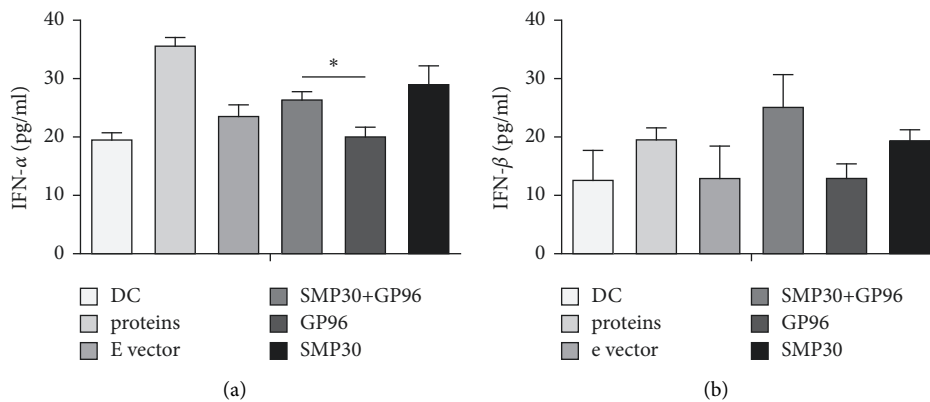 40
30
20
10
0
IFN-α (pg/ml)
*
DC
proteins
E vector
SMP30+GP96
GP96
SMP30
(a)
40
30
20
10
0
IFN-β (pg/ml)
DC
proteins
e vector
SMP30+GP96
GP96
SMP30
(b)